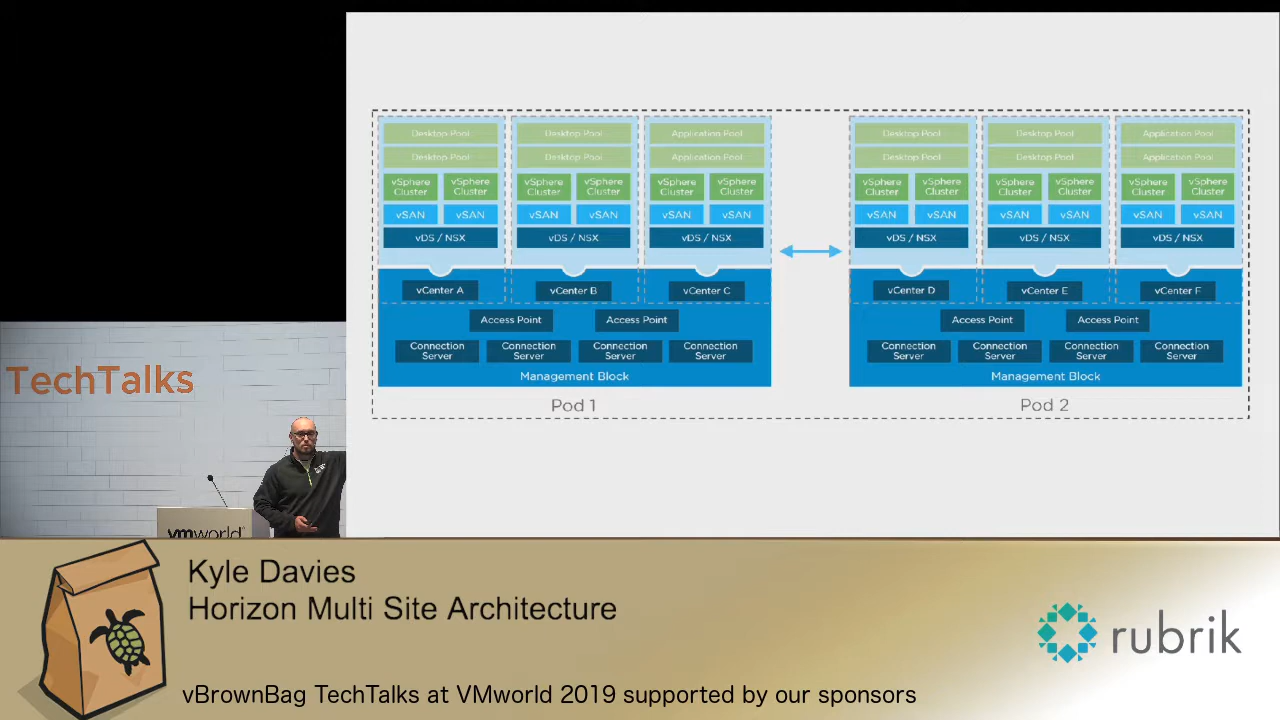 Desktop Pool Desktop Pool Application Pool Desktop Pool Desktop Pool Application Pool
Desktop Pool Desktop Pool Application Pool Desktop Pool Desktop Pool Application Pool
vSphere Cluster vSphere Cluster vSphere Cluster vSphere Cluster vSphere Cluster vSphere Cluster vSphere Cluster vSphere Cluster vSphere Cluster vSphere Cluster vSphere Cluster vSphere Cluster
vSAN vSAN vSAN vSAN vSAN vSAN vSAN vSAN vSAN vSAN vSAN vSAN
vDS / NSX vDS / NSX vDS / NSX vDS / NSX vDS / NSX vDS / NSX
vCenter A vCenter B vCenter C vCenter D vCenter E vCenter F
Access Point Access Point Access Point Access Point
Connection Server Connection Server Connection Server Connection Server Connection Server Connection Server Connection Server Connection Server
Management Block Management Block
Pod 1 Pod 2
TechTalks
vmworld
Kyle Davies
Horizon Multi Site Architecture
rubrik
vBrownBag TechTalks at VMworld 2019 supported by our sponsors